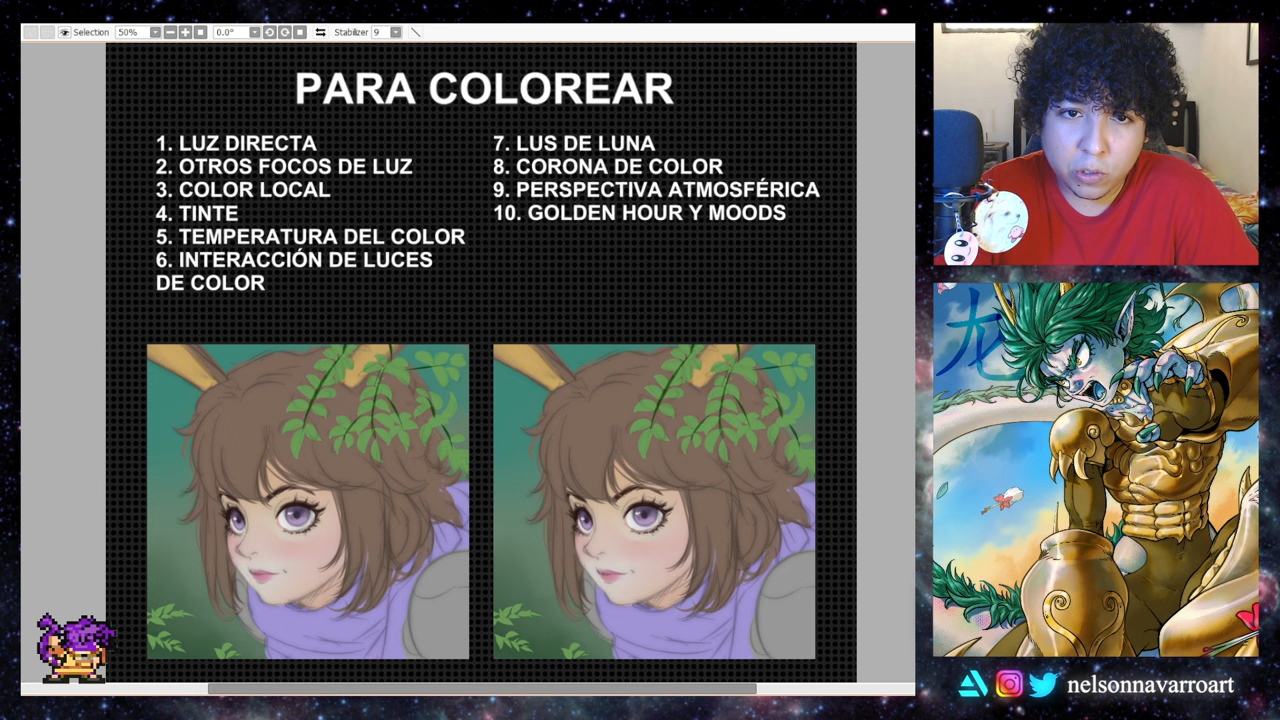 Selection 50% 0.0° Stabilizer 9
PARA COLOREAR
1. LUZ DIRECTA
2. OTROS FOCOS DE LUZ
3. COLOR LOCAL
4. TINTE
5. TEMPERATURA DEL COLOR
6. INTERACCIÓN DE LUCES
DE COLOR
7. LUS DE LUNA
8. CORONA DE COLOR
9. PERSPECTIVA ATMOSFÉRICA
10. GOLDEN HOUR Y MOODS
龙
nelsonnavarroart